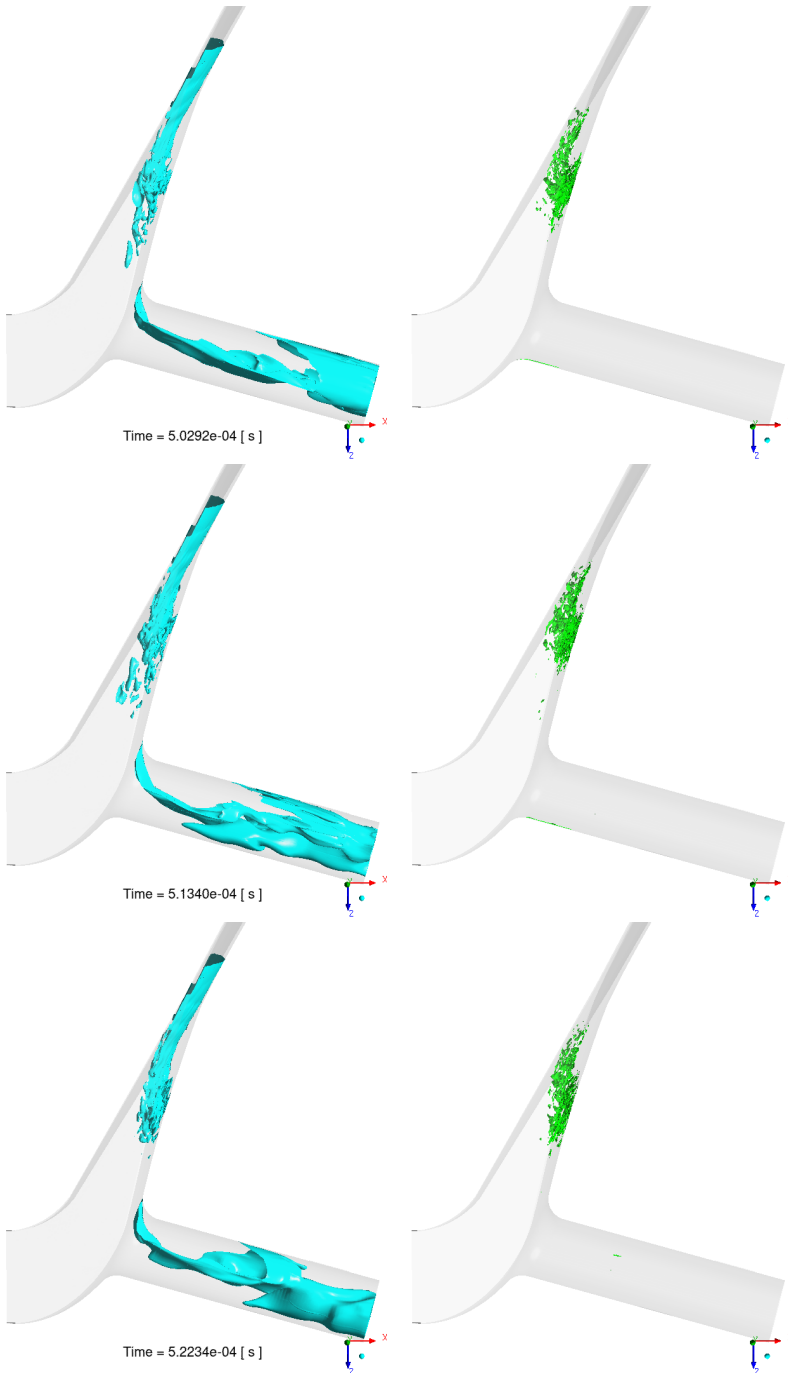 X
Z
Time = 5.0292e-04 [ s ]
X
Z
Time = 5.1340e-04 [ s ]
X
Z
Time = 5.2234e-04 [ s ]